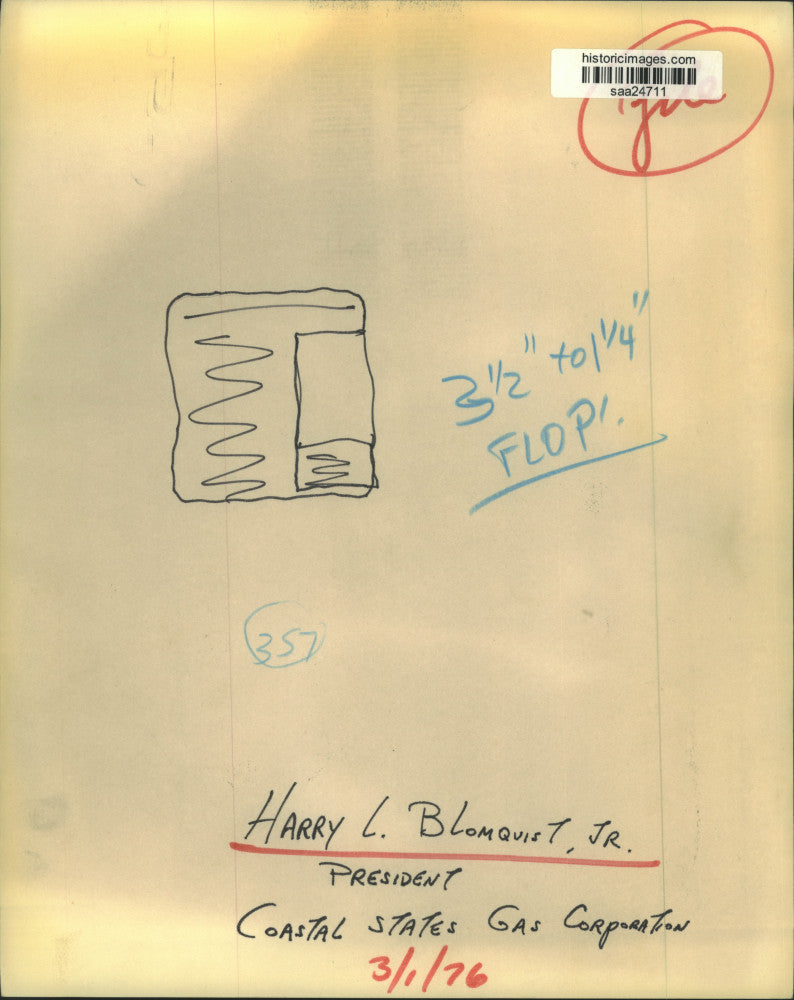 historicimages.com
saa24711
3 1/2" to 1 1/4"
FLOP!
357
HARRY L. BLOMQUIST, JR.
PRESIDENT
COASTAL STATES GAS CORPORATION
3/1/76